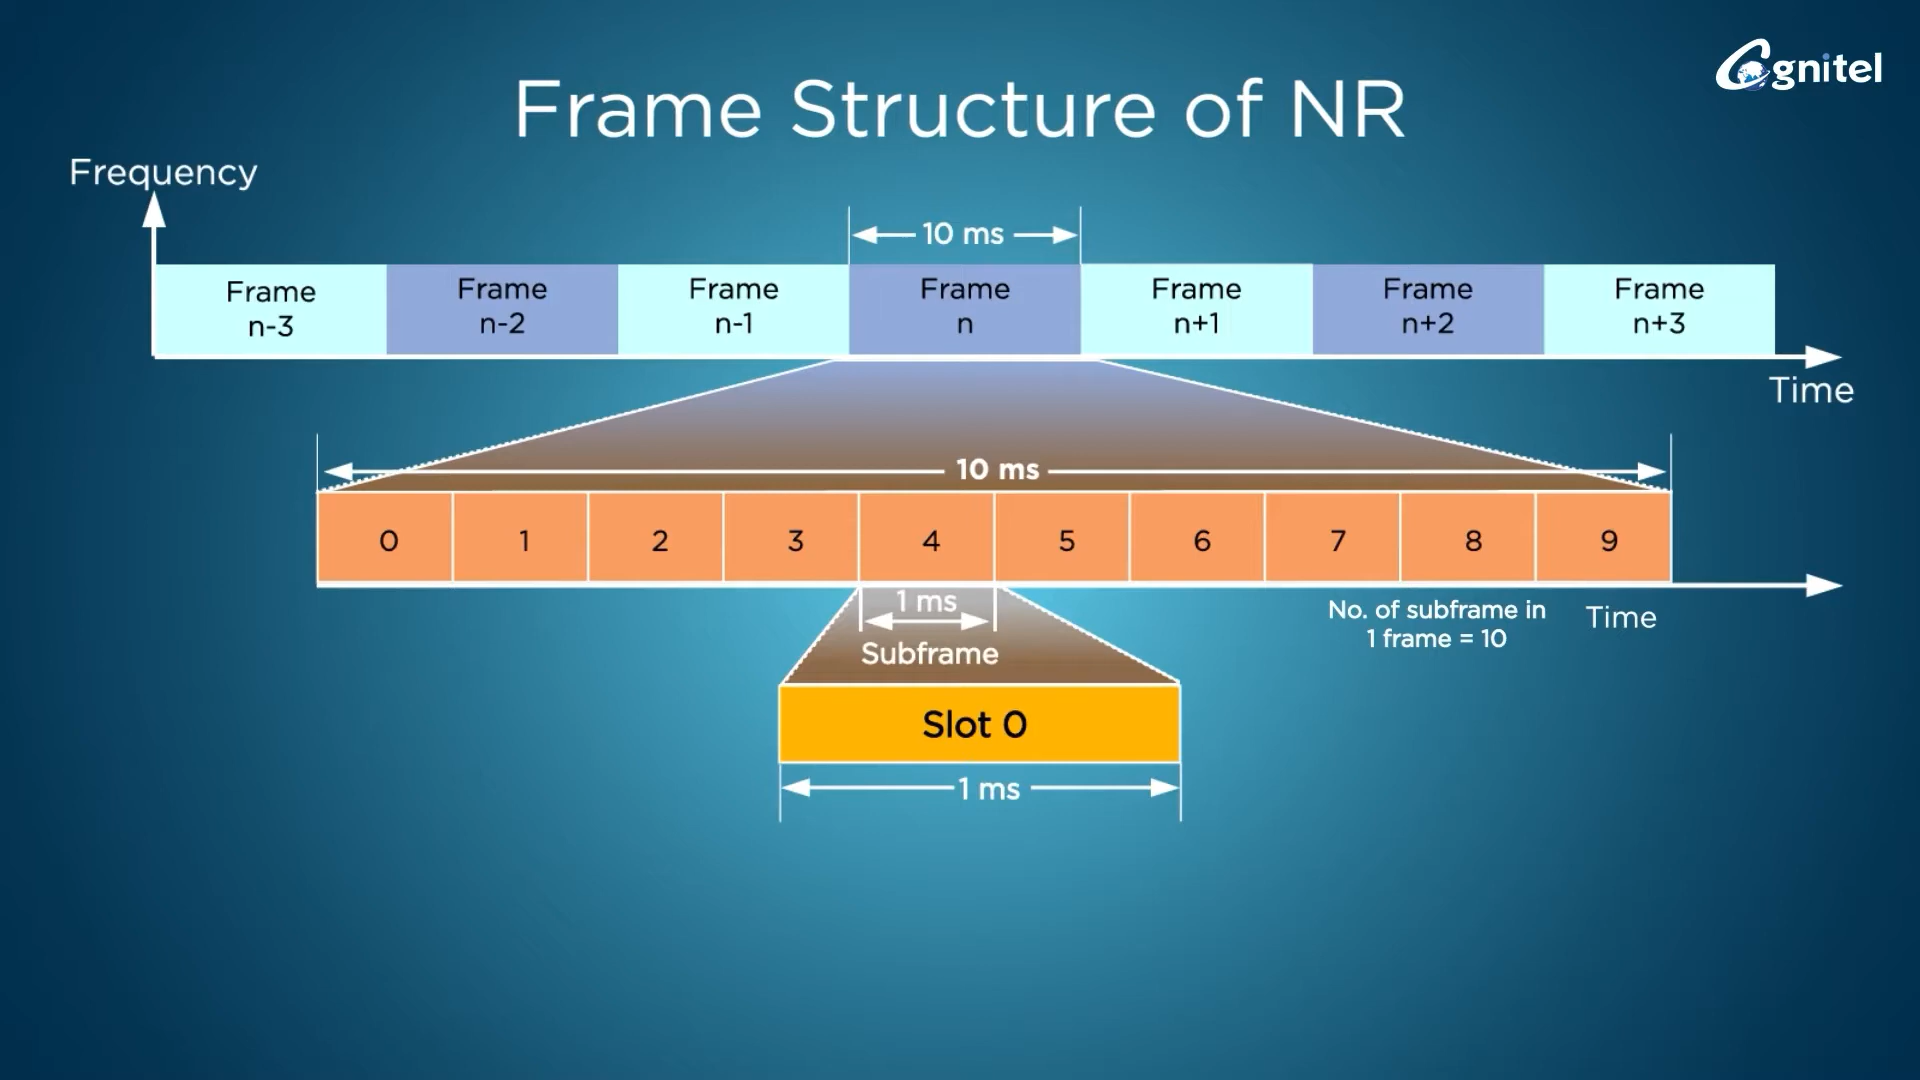 Cognitel
Frame Structure of NR
Frequency
10 ms
Frame
n-3
Frame
n-2
Frame
n-1
Frame
n
Frame
n+1
Frame
n+2
Frame
n+3
Time
10 ms
0 1 2 3 4 5 6 7 8 9
1 ms
Subframe
No. of subframe in
1 frame = 10
Time
Slot 0
1 ms